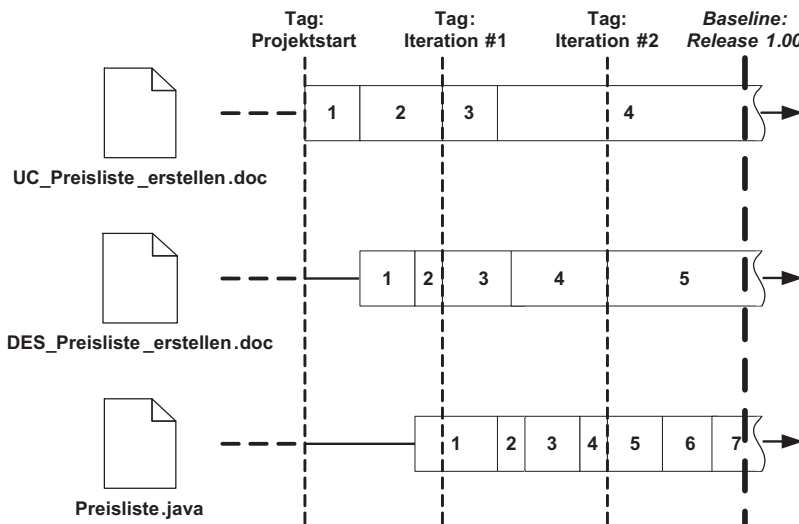 Tag:
Projektstart
Tag:
Iteration #1
Tag:
Iteration #2
Baseline:
Release 1.00
1 2 3 4
UC_Preisliste_erstellen.doc
1 2 3 4 5
DES_Preisliste_erstellen.doc
1 2 3 4 5 6 7
Preisliste.java